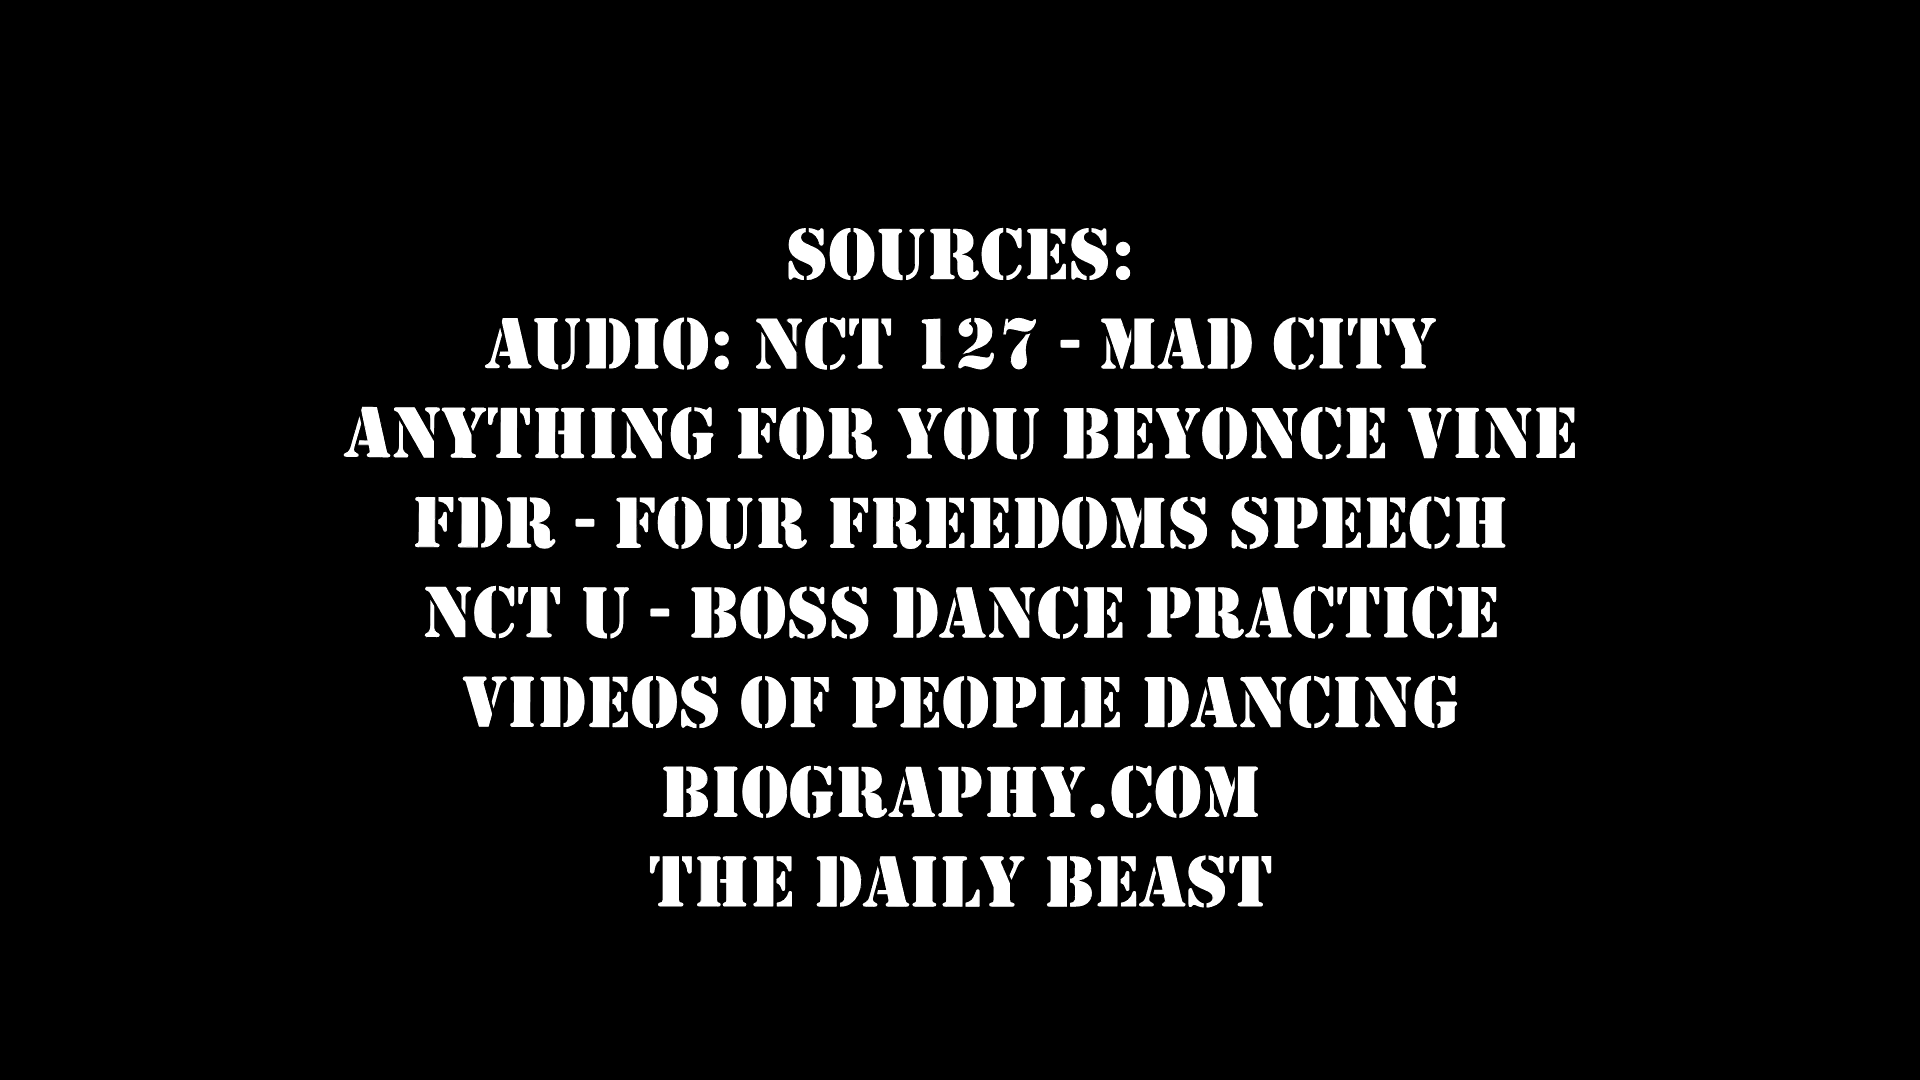 SOURCES:
AUDIO: NCT 127 - MAD CITY
ANYTHING FOR YOU BEYONCE VINE
FDR - FOUR FREEDOMS SPEECH
NCT U - BOSS DANCE PRACTICE
VIDEOS OF PEOPLE DANCING
BIOGRAPHY.COM
THE DAILY BEAST